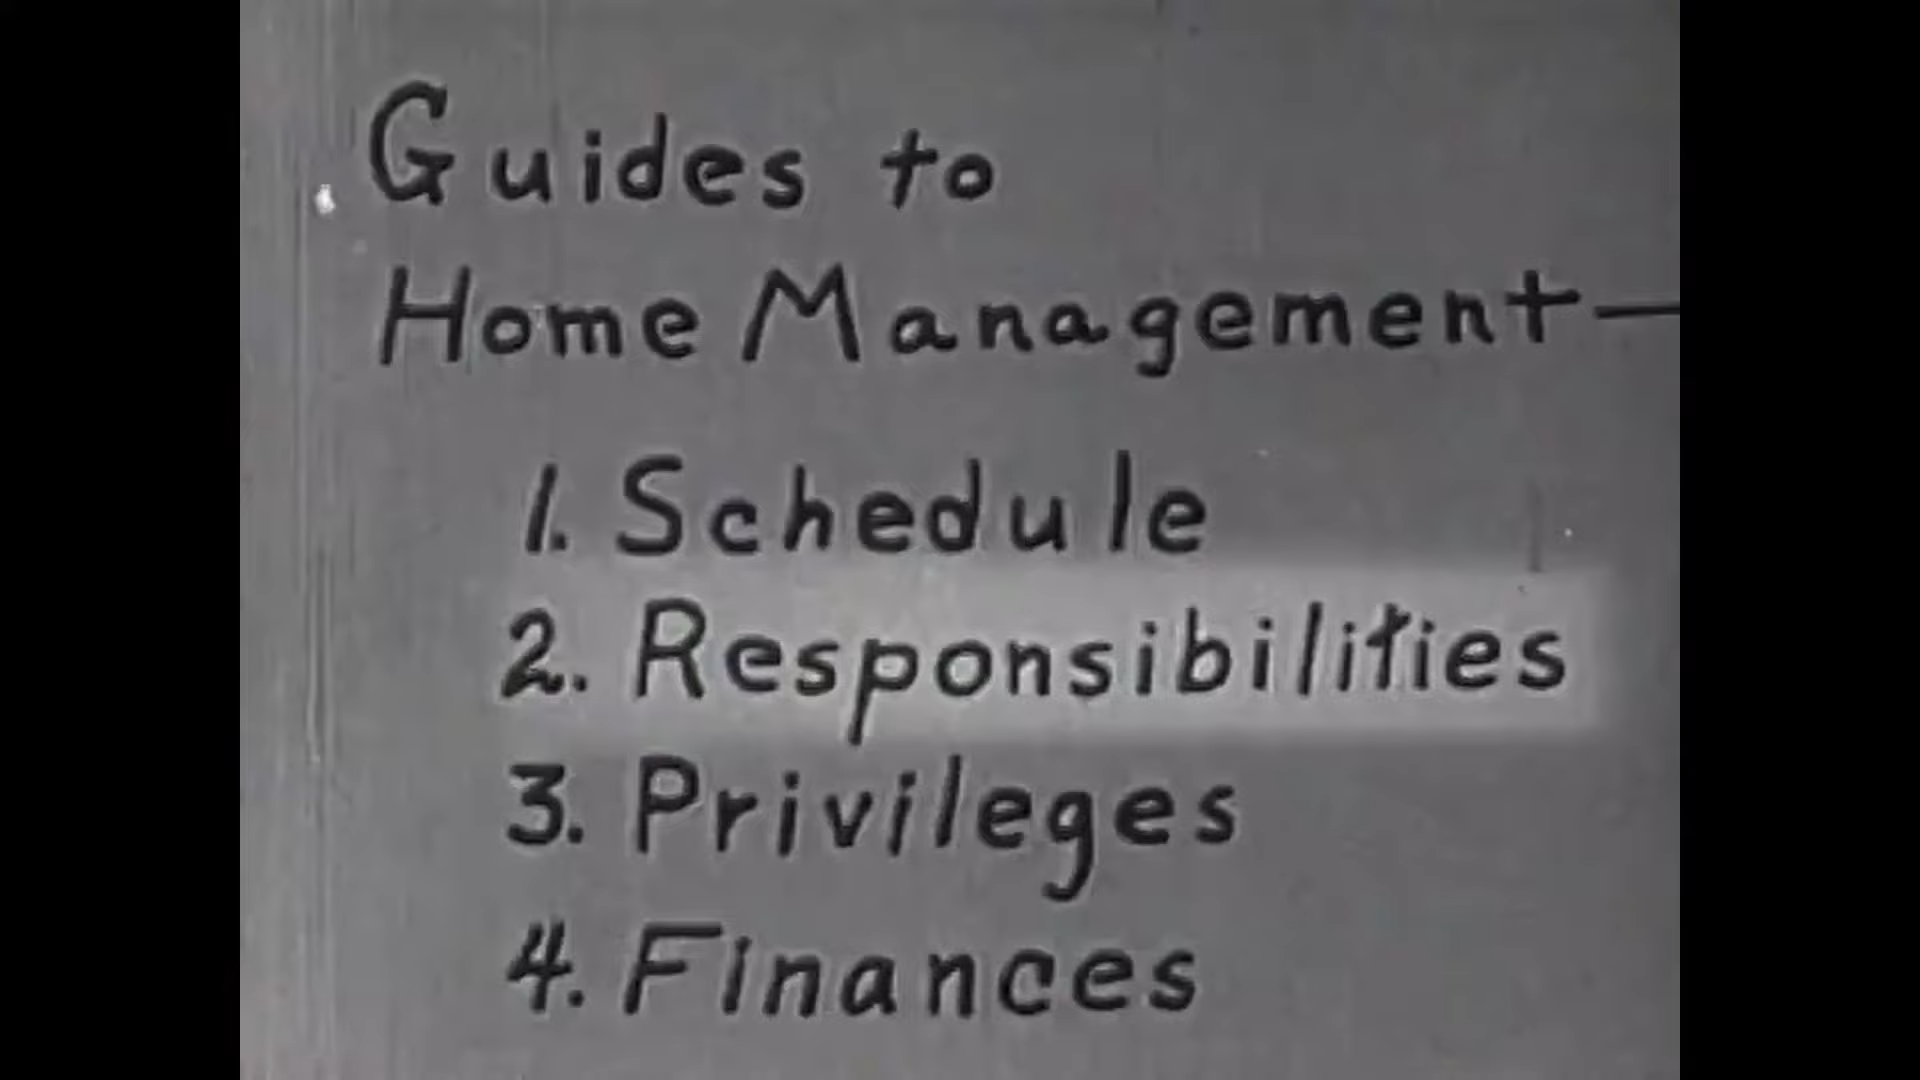 Guides to
Home Management—
1. Schedule
2. Responsibilities
3. Privileges
4. Finances